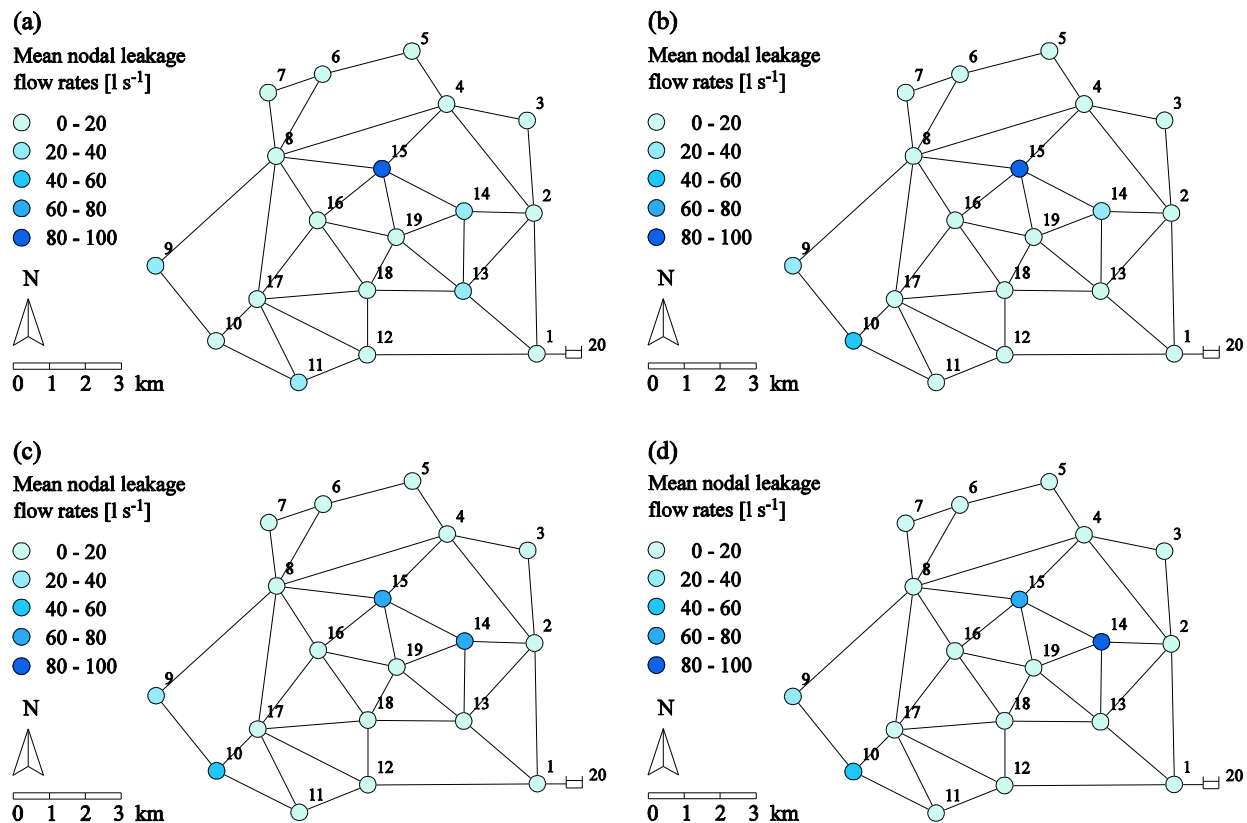 (a)
Mean nodal leakage
flow rates [l s-1]
0 - 20
20 - 40
40 - 60
60 - 80
80 - 100
N
0 1 2 3 km
5
6
7
4
3
8
15
14
2
16
19
9
13
17
18
10
12
1
20
11
(b)
Mean nodal leakage
flow rates [l s-1]
0 - 20
20 - 40
40 - 60
60 - 80
80 - 100
N
0 1 2 3 km
5
6
7
4
3
8
15
14
2
16
19
9
13
17
18
10
12
1
20
11
(c)
Mean nodal leakage
flow rates [l s-1]
0 - 20
20 - 40
40 - 60
60 - 80
80 - 100
N
0 1 2 3 km
5
6
7
4
3
8
15
14
2
16
19
9
13
17
18
10
12
1
20
11
(d)
Mean nodal leakage
flow rates [l s-1]
0 - 20
20 - 40
40 - 60
60 - 80
80 - 100
N
0 1 2 3 km
5
6
7
4
3
8
15
14
2
16
19
9
13
17
18
10
12
1
20
11